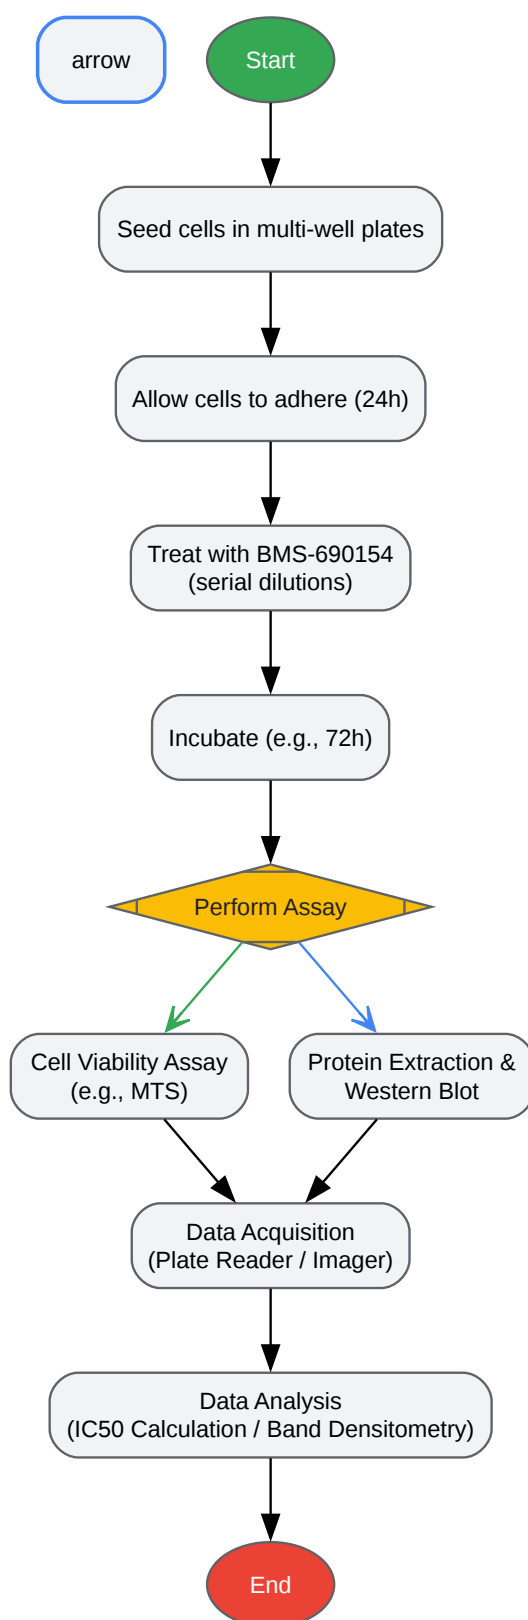 arrow
Start
Seed cells in multi-well plates
Allow cells to adhere (24h)
Treat with BMS-690154
(serial dilutions)
Incubate (e.g., 72h)
Perform Assay
Cell Viability Assay
(e.g., MTS)
Protein Extraction &
Western Blot
Data Acquisition
(Plate Reader / Imager)
Data Analysis
(IC50 Calculation / Band Densitometry)
End